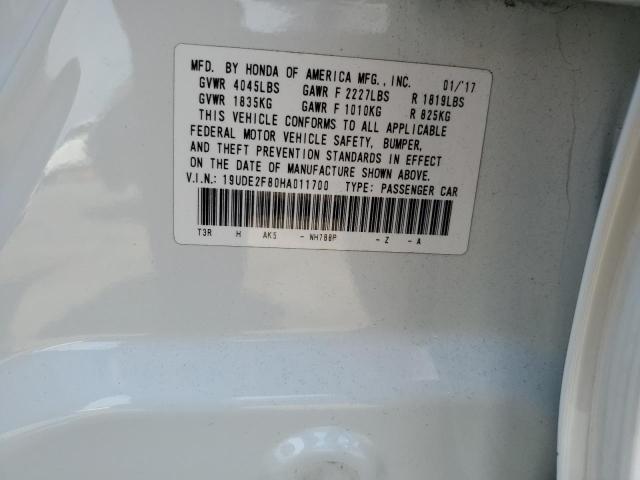 MFD. BY HONDA OF AMERICA MFG., INC. 01/'17
GVWR 4045LBS GAWR F 2227LBS R 1819LBS
GVWR 1835KG GAWR F 1010KG R 825KG
THIS VEHICLE CONFORMS TO ALL APPLICABLE
FEDERAL MOTOR VEHICLE SAFETY, BUMPER,
AND THEFT PREVENTION STANDARDS IN EFFECT
ON THE DATE OF MANUFACTURE SHOWN ABOVE.
V.I.N.: 19UDE2F80HA011700 TYPE: PASSENGER CAR
T3R H AK5 - NH788P - Z - A